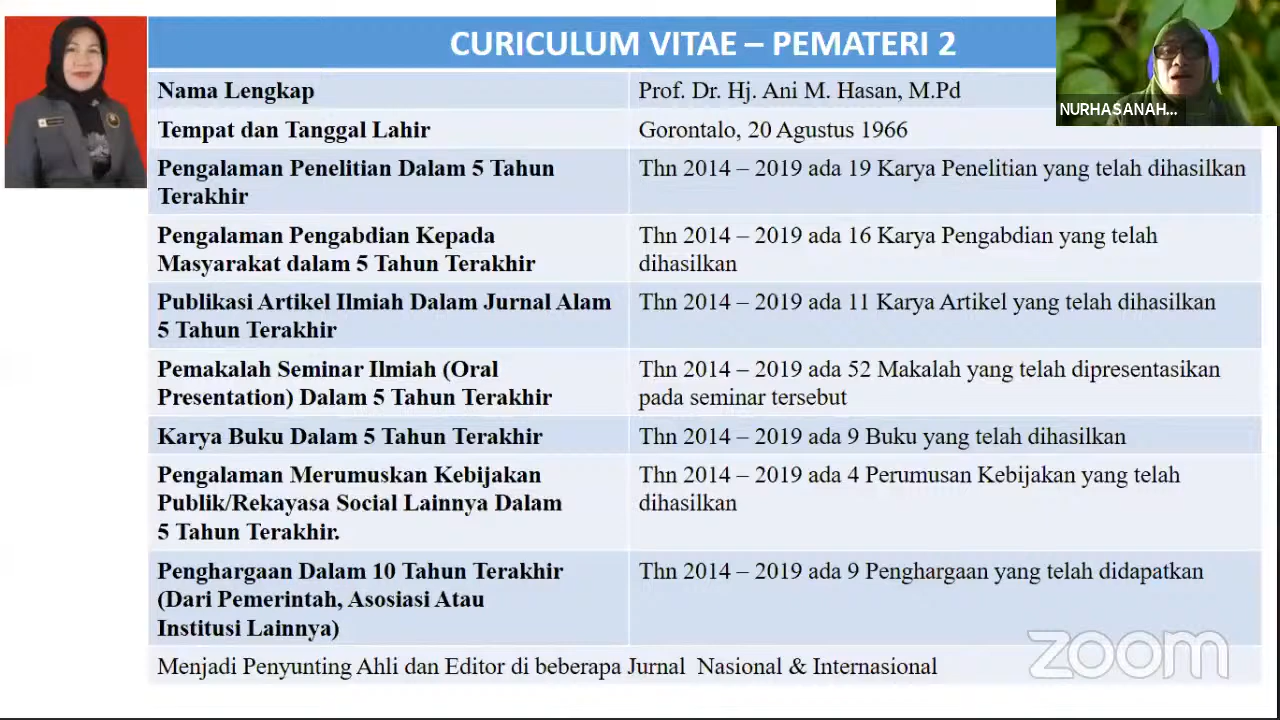 CURICULUM VITAE – PEMATERI 2
NURHASANAH...
Nama Lengkap
Prof. Dr. Hj. Ani M. Hasan, M.Pd
Tempat dan Tanggal Lahir
Gorontalo, 20 Agustus 1966
Pengalaman Penelitian Dalam 5 Tahun
Terakhir
Thn 2014 – 2019 ada 19 Karya Penelitian yang telah dihasilkan
Pengalaman Pengabdian Kepada
Masyarakat dalam 5 Tahun Terakhir
Thn 2014 – 2019 ada 16 Karya Pengabdian yang telah
dihasilkan
Publikasi Artikel Ilmiah Dalam Jurnal Alam
5 Tahun Terakhir
Thn 2014 – 2019 ada 11 Karya Artikel yang telah dihasilkan
Pemakalah Seminar Ilmiah (Oral
Presentation) Dalam 5 Tahun Terakhir
Thn 2014 – 2019 ada 52 Makalah yang telah dipresentasikan
pada seminar tersebut
Karya Buku Dalam 5 Tahun Terakhir
Thn 2014 – 2019 ada 9 Buku yang telah dihasilkan
Pengalaman Merumuskan Kebijakan
Publik/Rekayasa Social Lainnya Dalam
5 Tahun Terakhir.
Thn 2014 – 2019 ada 4 Perumusan Kebijakan yang telah
dihasilkan
Penghargaan Dalam 10 Tahun Terakhir
(Dari Pemerintah, Asosiasi Atau
Institusi Lainnya)
Thn 2014 – 2019 ada 9 Penghargaan yang telah didapatkan
Menjadi Penyunting Ahli dan Editor di beberapa Jurnal  Nasional & Internasional
zoom